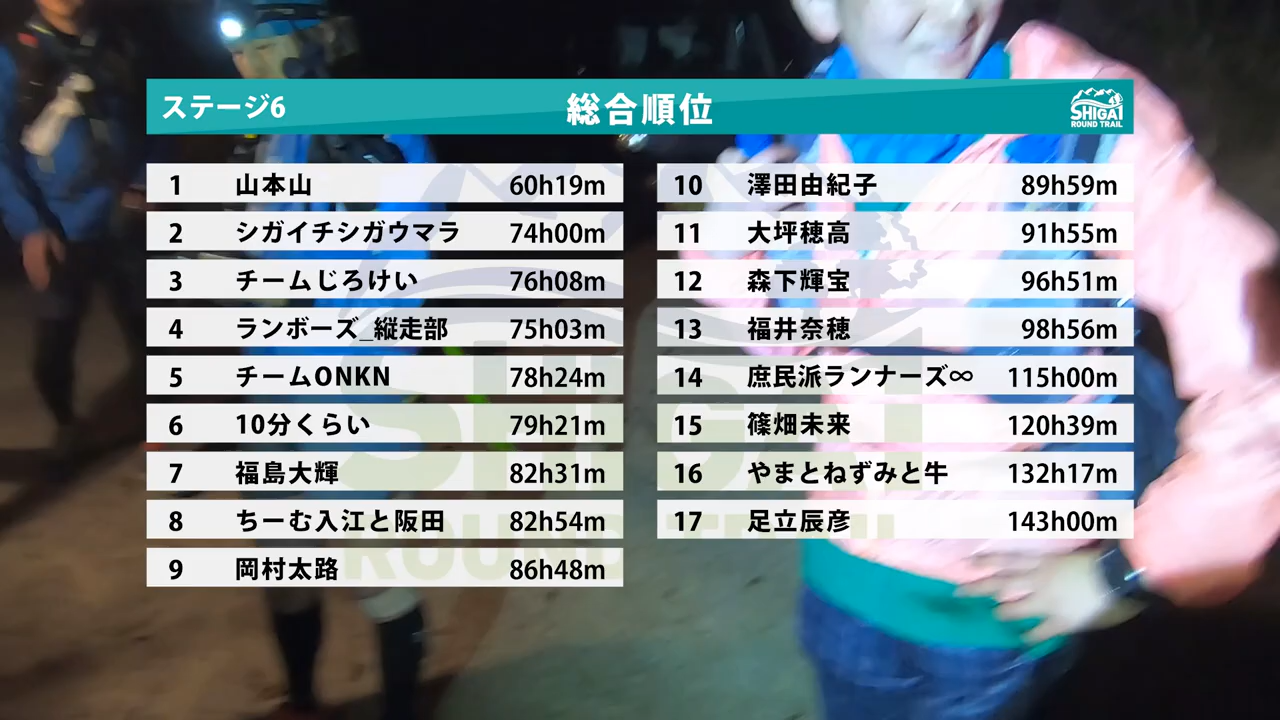 ステージ6
総合順位
SHIGA1
ROUND TRAIL
1 山本山 60h19m
2 シガイチシガウマラ 74h00m
3 チームじろけい 76h08m
4 ランボーズ_縦走部 75h03m
5 チームONKN 78h24m
6 10分くらい 79h21m
7 福島大輝 82h31m
8 ちーむ入江と阪田 82h54m
9 岡村太路 86h48m
10 澤田由紀子 89h59m
11 大坪穂高 91h55m
12 森下輝宝 96h51m
13 福井奈穂 98h56m
14 庶民派ランナーズ∞ 115h00m
15 篠畑未来 120h39m
16 やまとねずみと牛 132h17m
17 足立辰彦 143h00m